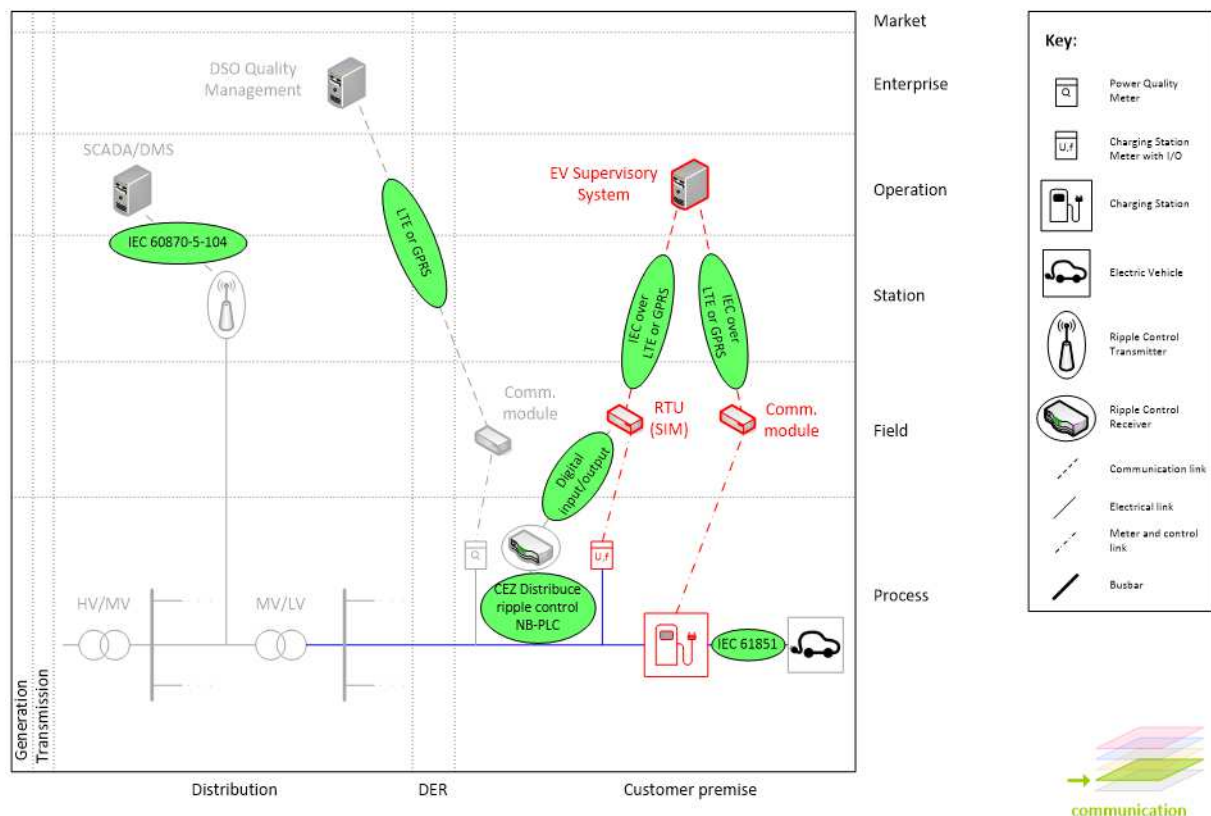 Market
DSO Quality
Management
Enterprise
SCADA/DMS
EV Supervisory
System
Operation
IEC 60870-5-104
LTE or GPRS
IEC over
LTE or GPRS
IEC over
LTE or GPRS
Station
Comm.
module
RTU
(SIM)
Comm.
module
Field
Digital
input/output
Q
U,f
CEZ Distribuce
ripple control
NB-PLC
Process
HV/MV
MV/LV
IEC 61851
Generation
Transmission
Distribution
DER
Customer premise
Key:
Q
Power Quality
Meter
U,f
Charging Station
Meter with I/O
Charging Station
Electric Vehicle
Ripple Control
Transmitter
Ripple Control
Receiver
Communication link
Electrical link
Meter and control
link
Busbar
communication